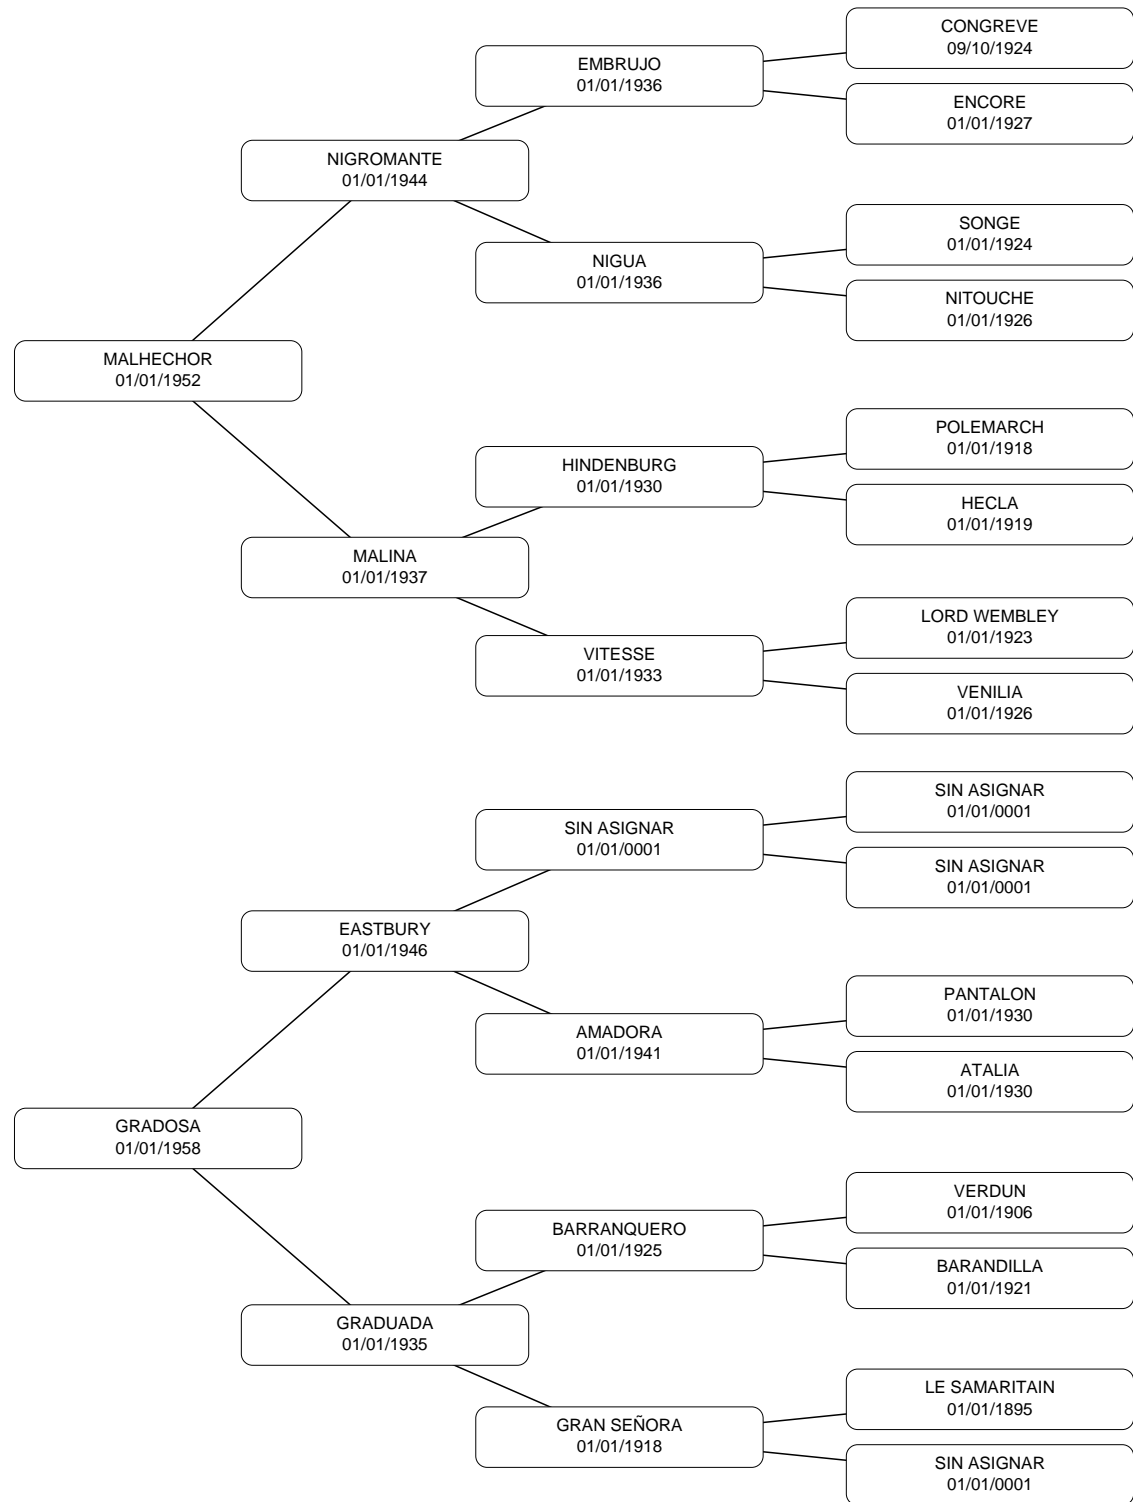 CONGREVE
09/10/1924
EMBRUJO
01/01/1936
ENCORE
01/01/1927
NIGROMANTE
01/01/1944
SONGE
01/01/1924
NIGUA
01/01/1936
NITOUCHE
01/01/1926
MALHECHOR
01/01/1952
POLEMARCH
01/01/1918
HINDENBURG
01/01/1930
HECLA
01/01/1919
MALINA
01/01/1937
LORD WEMBLEY
01/01/1923
VITESSE
01/01/1933
VENILIA
01/01/1926
SIN ASIGNAR
01/01/0001
SIN ASIGNAR
01/01/0001
SIN ASIGNAR
01/01/0001
EASTBURY
01/01/1946
PANTALON
01/01/1930
AMADORA
01/01/1941
ATALIA
01/01/1930
GRADOSA
01/01/1958
VERDUN
01/01/1906
BARRANQUERO
01/01/1925
BARANDILLA
01/01/1921
GRADUADA
01/01/1935
LE SAMARITAIN
01/01/1895
GRAN SEÑORA
01/01/1918
SIN ASIGNAR
01/01/0001